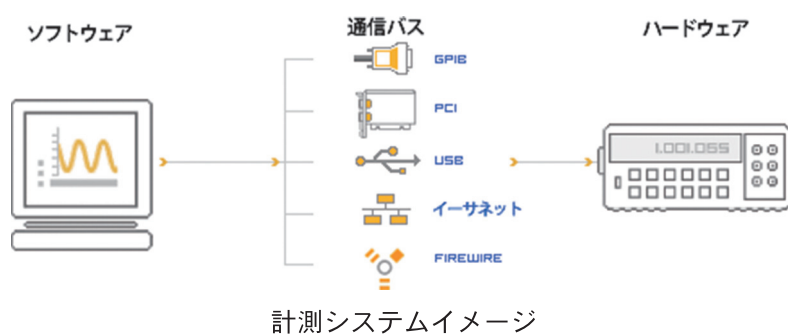 ソフトウェア
通信バス
ハードウェア
GPIB
PCI
USB
イーサネット
FIREWIRE
1.001.055
計測システムイメージ